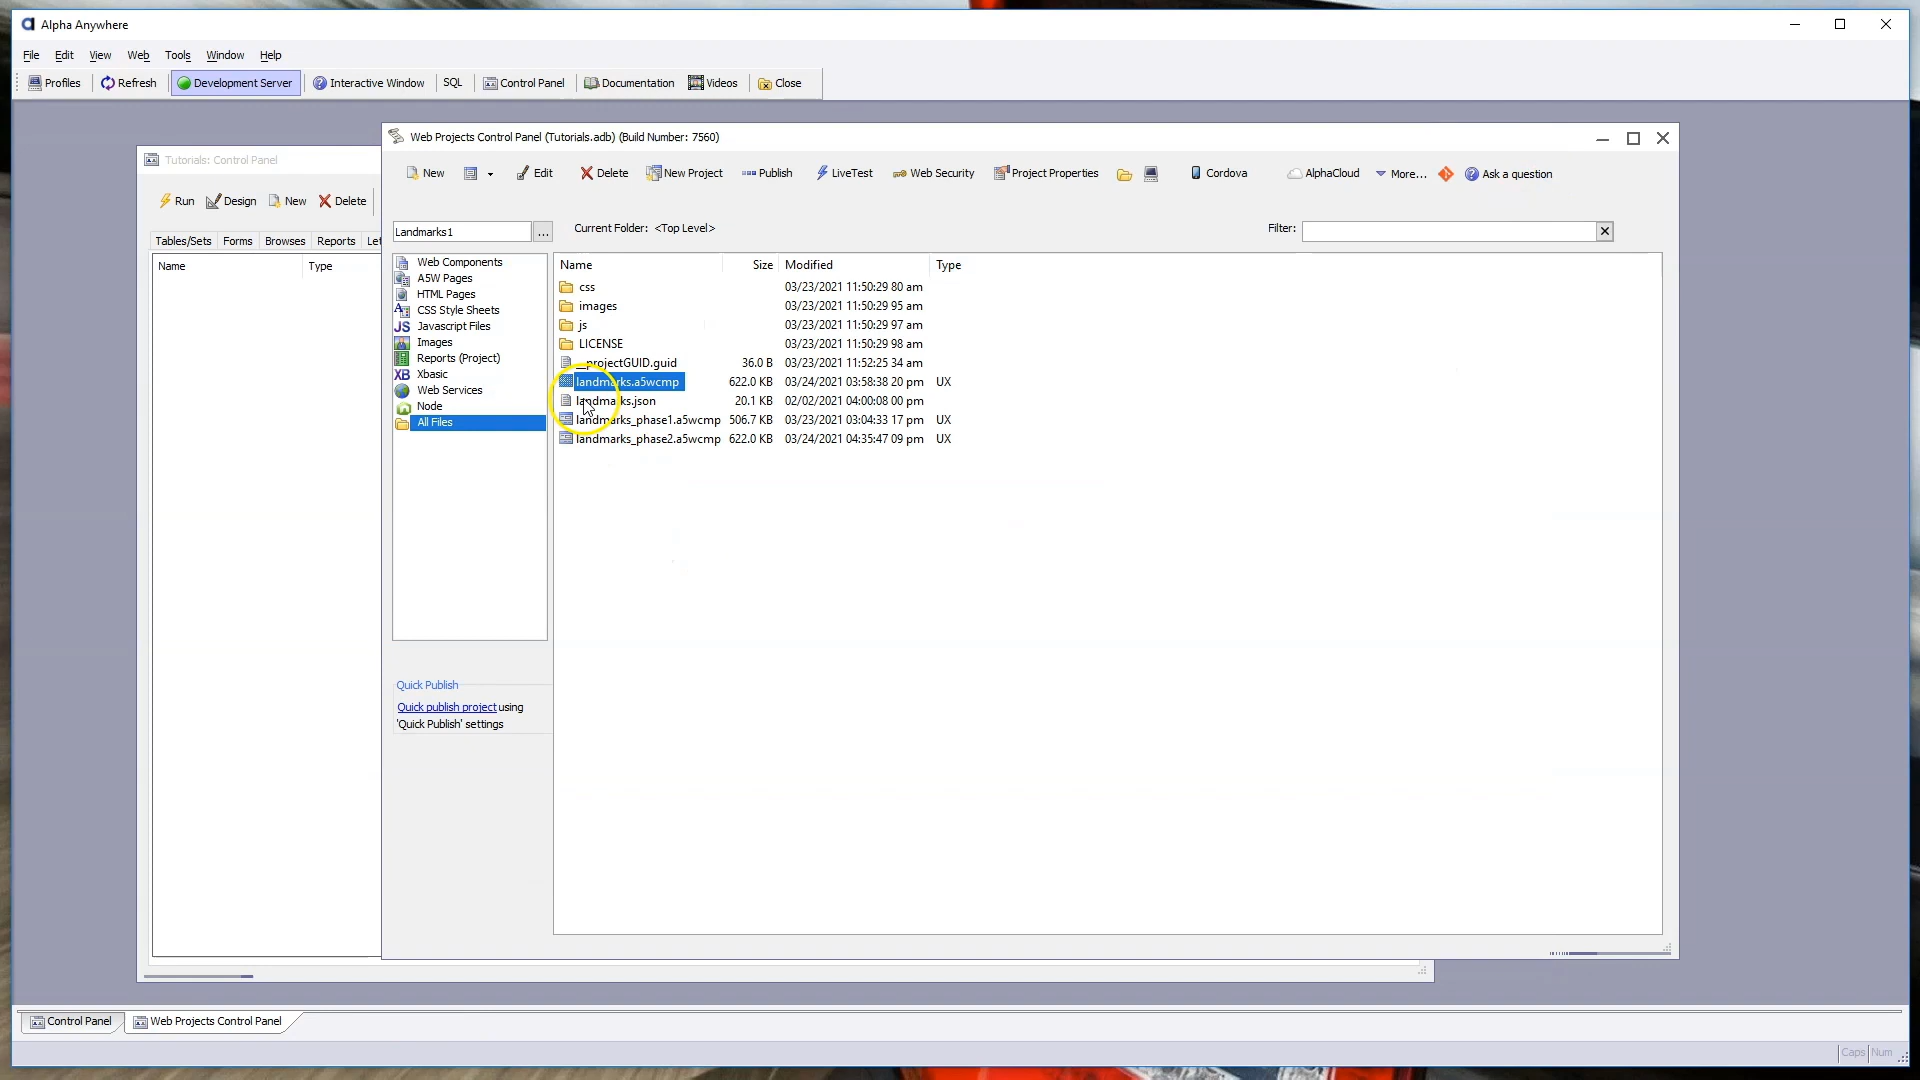 Alpha Anywhere
File Edit View Web Tools Window Help
Profiles Refresh Development Server Interactive Window SQL Control Panel Documentation Videos Close
Web Projects Control Panel (Tutorials.adb) (Build Number: 7560)
Tutorials: Control Panel
New Edit Delete New Project Publish LiveTest Web Security Project Properties Cordova AlphaCloud More... Ask a question
Run Design New Delete
Landmarks1 ... Current Folder: <Top Level> Filter:
Tables/Sets Forms Browses Reports
Name Type
Name Size Modified Type
Web Components
A5W Pages
HTML Pages
CSS Style Sheets
JS Javascript Files
Images
Reports (Project)
XB Xbasic
Web Services
Node
All Files
css 03/23/2021 11:50:29 80 am
images 03/23/2021 11:50:29 95 am
js 03/23/2021 11:50:29 97 am
LICENSE 03/23/2021 11:50:29 98 am
__projectGUID.guid 36.0 B 03/23/2021 11:52:25 34 am
landmarks.a5wcmp 622.0 KB 03/24/2021 03:58:38 20 pm UX
landmarks.json 20.1 KB 02/02/2021 04:00:08 00 pm
landmarks_phase1.a5wcmp 506.7 KB 03/23/2021 03:04:33 17 pm UX
landmarks_phase2.a5wcmp 622.0 KB 03/24/2021 04:35:47 09 pm UX
Quick Publish
Quick publish project using
'Quick Publish' settings
Control Panel Web Projects Control Panel
Caps Num